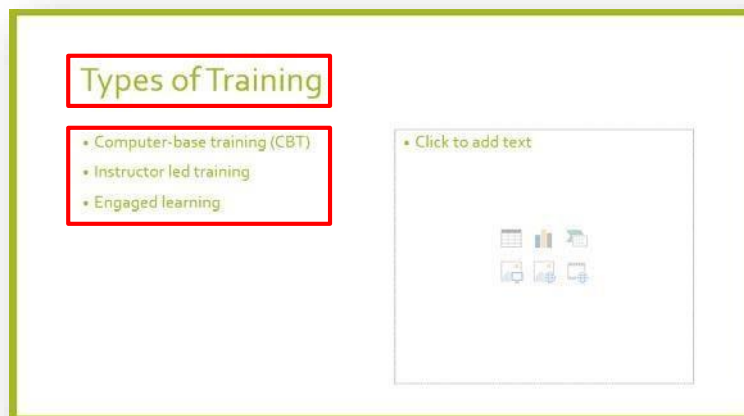 Types of Training
• Computer-base training (CBT)
• Instructor led training
• Engaged learning
• Click to add text